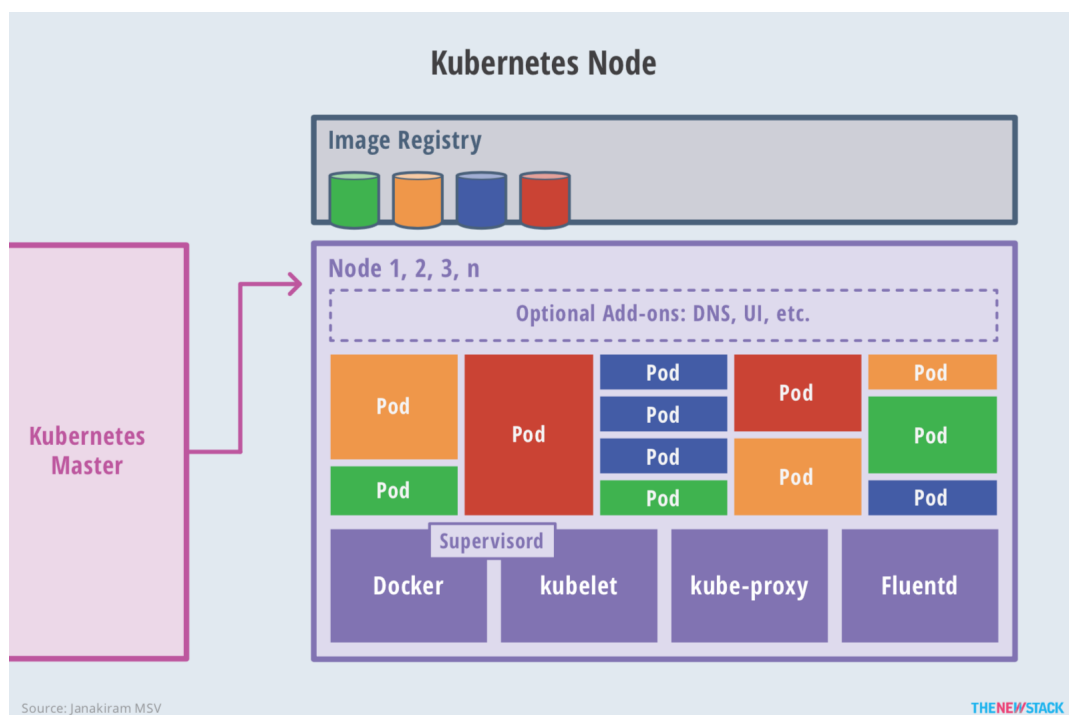 Kubernetes Node
Image Registry
Kubernetes
Master
Node 1, 2, 3, n
Optional Add-ons: DNS, UI, etc.
Pod
Pod
Pod
Pod
Pod
Pod
Pod
Pod
Pod
Pod
Pod
Pod
Supervisord
Docker
kubelet
kube-proxy
Fluentd
Source: Janakiram MSV
THENEWSTACK